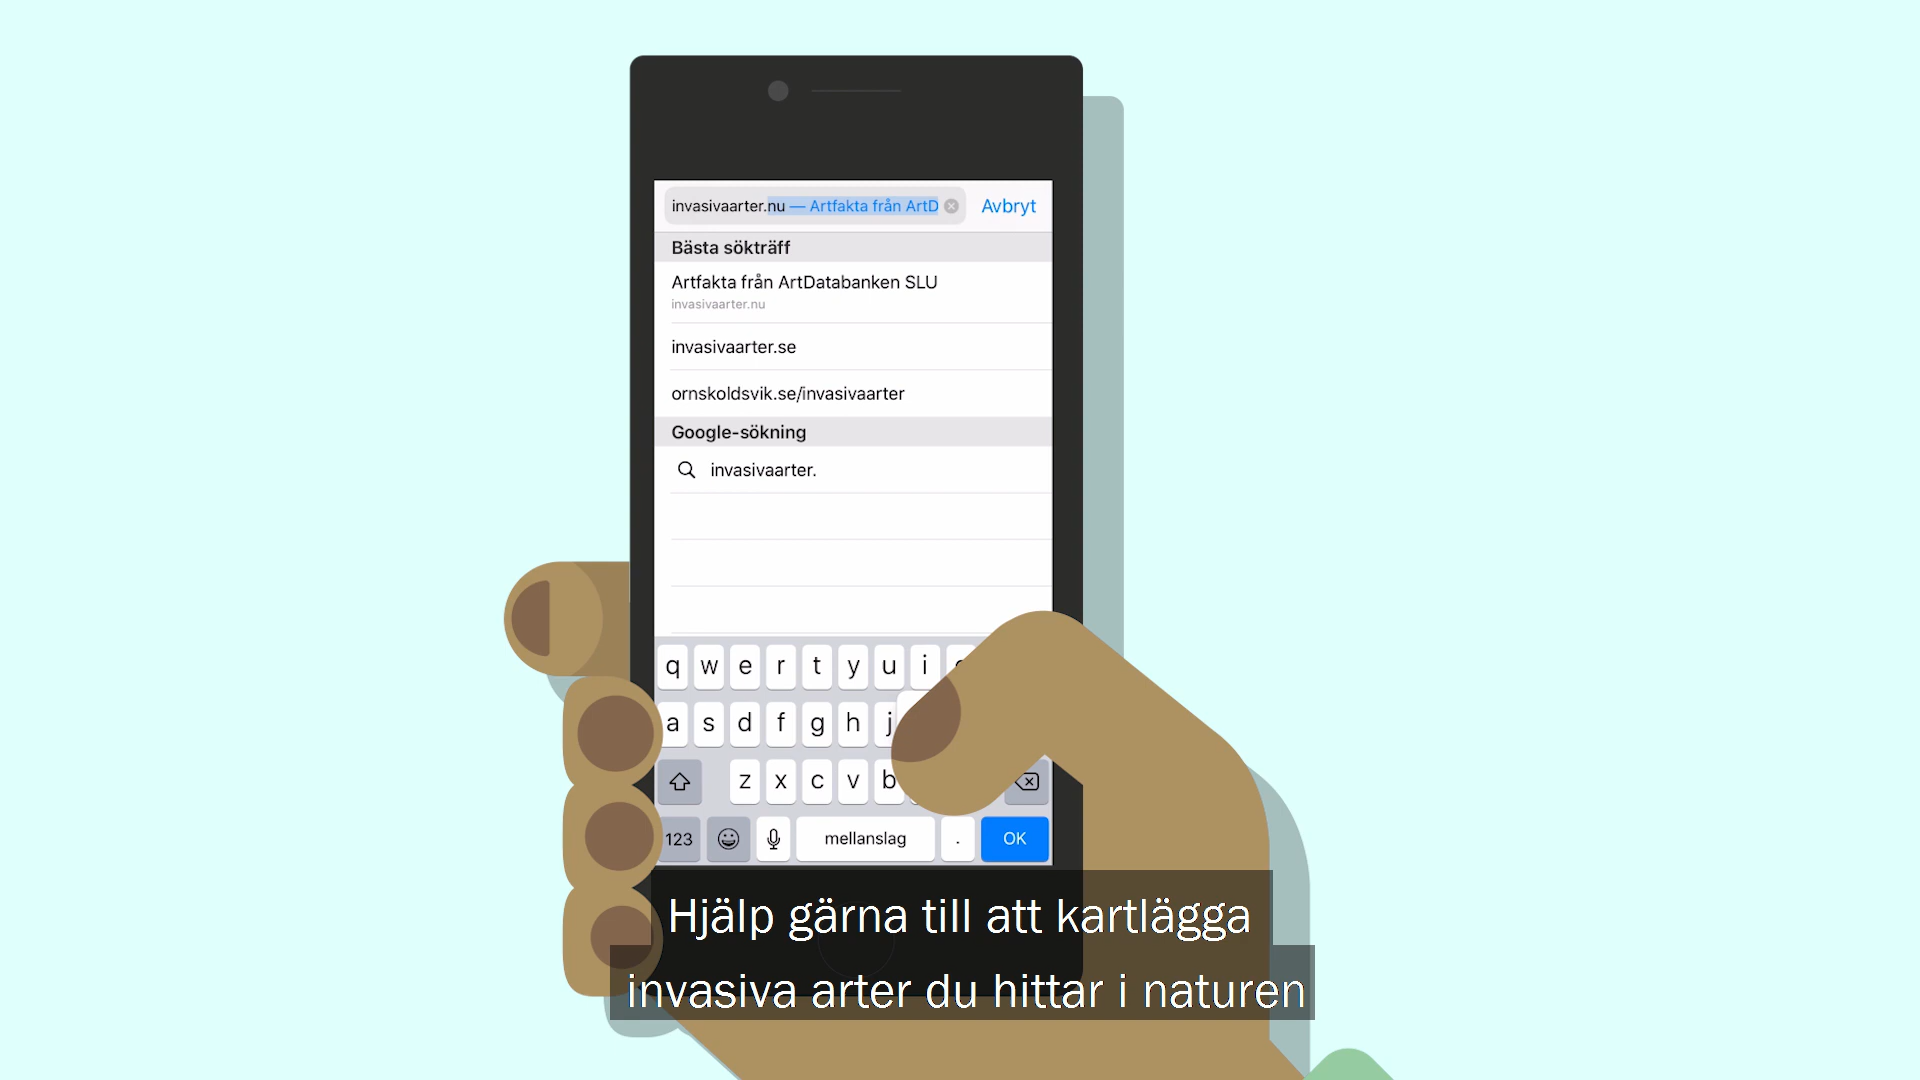 invasivaarter.nu — Artfakta från ArtD
Avbryt
Bästa sökträff
Artfakta från ArtDatabanken SLU
invasivaarter.nu
invasivaarter.se
ornskoldsvik.se/invasivaarter
Google-sökning
invasivaarter.
q w e r t y u i
a s d f g h j
z x c v b
123 mellanslag . OK
Hjälp gärna till att kartlägga
invasiva arter du hittar i naturen